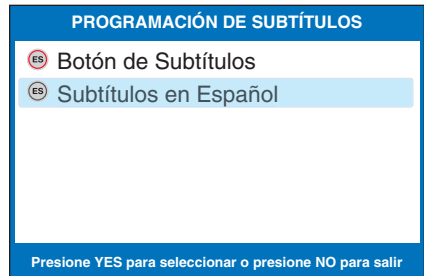 PROGRAMACIÓN DE SUBTÍTULOS
ES Botón de Subtítulos
ES Subtítulos en Español
Presione YES para seleccionar o presione NO para salir